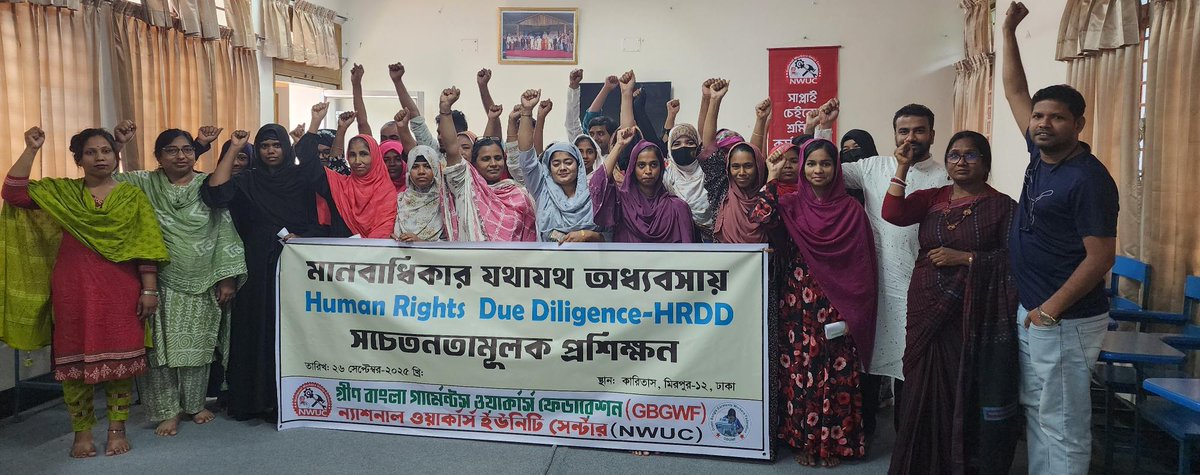 NWUC
সাপ্লাই
মানবাধিকার যথাযথ অধ্যবসায়
Human Rights Due Diligence-HRDD
সচেতনতামূলক প্রশিক্ষন
তারিখ: ২৬ সেপ্টেম্বর-২০২৫ খ্রি:
স্থান: কারিতাস, মিরপুর-১২, ঢাকা
গ্রীণ বাংলা গার্মেন্টস ওয়ার্কার্স ফেডারেশন (GBGWF)
ন্যাশনাল ওয়ার্কার্স ইউনিটি সেন্টার (NWUC)
NWUC